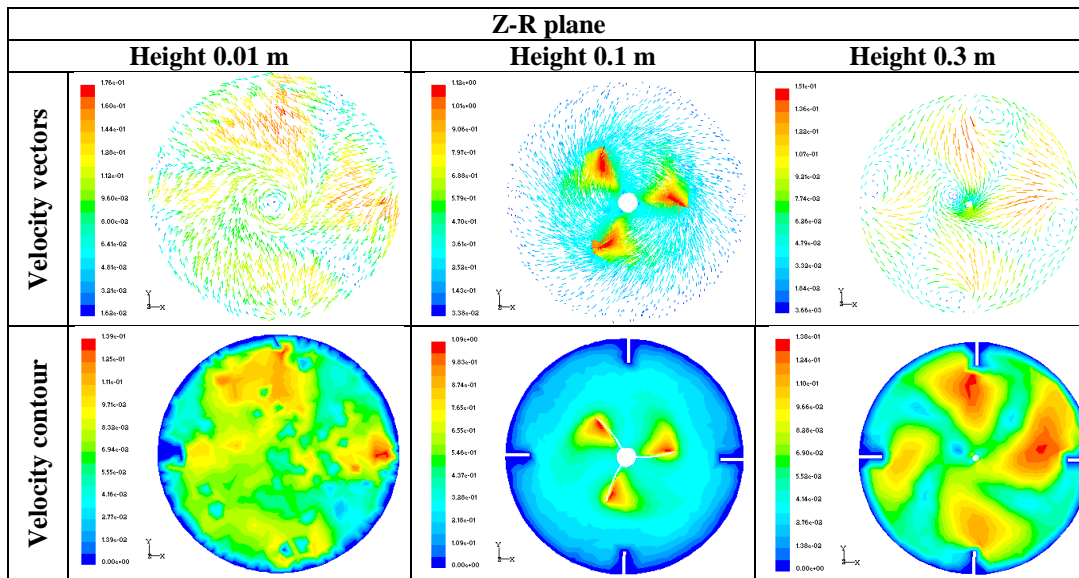 Z-R plane
Height 0.01 m
Height 0.1 m
Height 0.3 m
Velocity vectors
1.76e-01
1.60e-01
1.44e-01
1.28e-01
1.12e-01
9.60e-02
8.00e-02
6.41e-02
4.81e-02
3.21e-02
1.62e-02
Y
Z
X
1.12e+00
1.01e+00
9.06e-01
7.97e-01
6.88e-01
5.79e-01
4.70e-01
3.61e-01
2.52e-01
1.43e-01
3.38e-02
Y
Z
X
1.51e-01
1.36e-01
1.22e-01
1.07e-01
9.21e-02
7.74e-02
6.26e-02
4.79e-02
3.32e-02
1.84e-02
3.66e-03
Y
Z
X
Velocity contour
1.39e-01
1.25e-01
1.11e-01
9.71e-02
8.32e-02
6.94e-02
5.55e-02
4.16e-02
2.77e-02
1.39e-02
0.00e+00
Y
Z
X
1.09e+00
9.83e-01
8.74e-01
7.65e-01
6.55e-01
5.46e-01
4.37e-01
3.28e-01
2.18e-01
1.09e-01
0.00e+00
Y
Z
X
1.38e-01
1.24e-01
1.10e-01
9.66e-02
8.28e-02
6.90e-02
5.52e-02
4.14e-02
2.76e-02
1.38e-02
0.00e+00
Y
Z
X